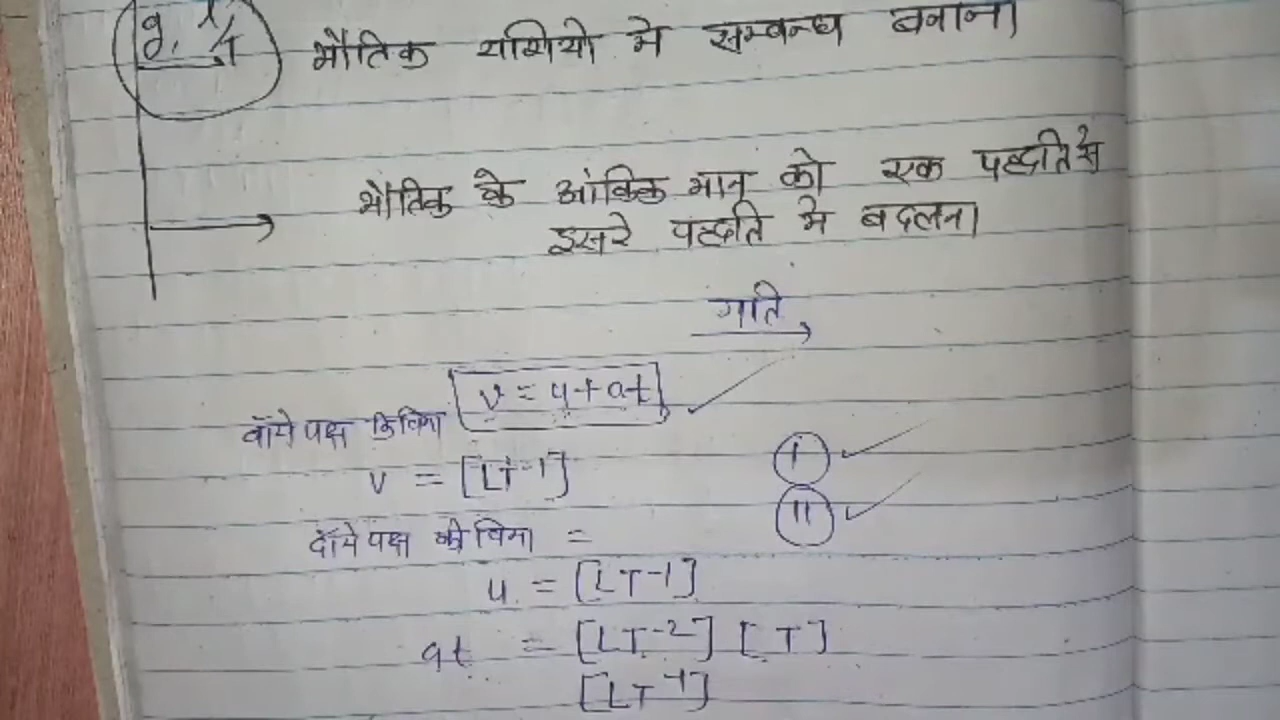 भौतिक राशियो मे सम्बन्ध बनाना
भौतिक के आंकिक मान को एक पद्धति से
दुसरे पद्धति मे बदलना
गति
v = u + at
बाँये पक्ष कि विमा
v = [LT⁻¹]
I
II
दाँये पक्ष की विमा =
u = [LT⁻¹]
at = [LT⁻²] [T]
[LT⁻¹]